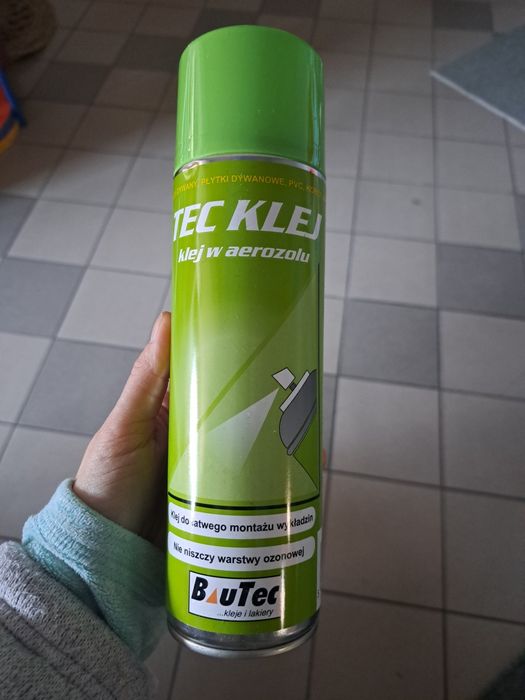 DYWANY, PŁYTKI DYWANOWE, PVC,
TEC KLEJ
klej w aerozolu
Klej do łatwego montażu wykładzin
Nie niszczy warstwy ozonowej
BauTec
...kleje i lakiery